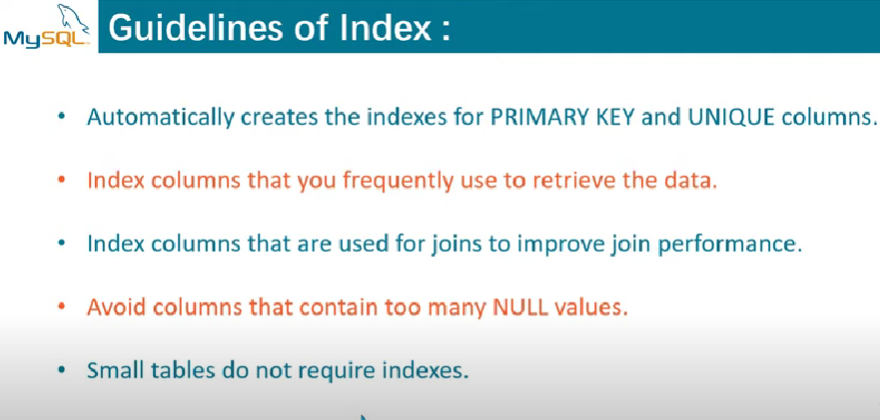 MySQL
Guidelines of Index :
• Automatically creates the indexes for PRIMARY KEY and UNIQUE columns.
• Index columns that you frequently use to retrieve the data.
• Index columns that are used for joins to improve join performance.
• Avoid columns that contain too many NULL values.
• Small tables do not require indexes.